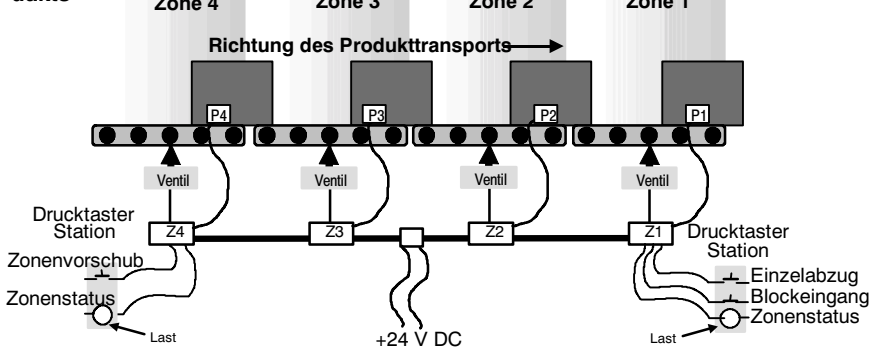 dukte
Zone 4 Zone 3 Zone 2 Zone 1
Richtung des Produkttransports
P4 P3 P2 P1
Ventil Ventil Ventil Ventil
Drucktaster
Station
Z4 Z3 Z2 Z1
Drucktaster
Station
Zonenvorschub
Zonenstatus
Last
+24 V DC
Einzelabzug
Blockeingang
Zonenstatus
Last